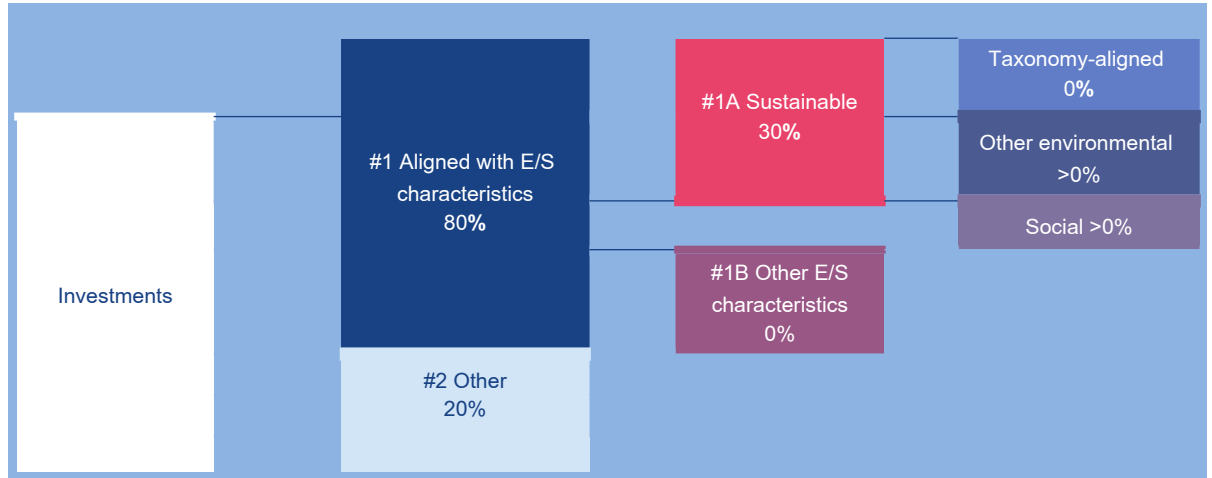 Investments
#1 Aligned with E/S
characteristics
80%
#2 Other
20%
#1A Sustainable
30%
#1B Other E/S
characteristics
0%
Taxonomy-aligned
0%
Other environmental
>0%
Social >0%